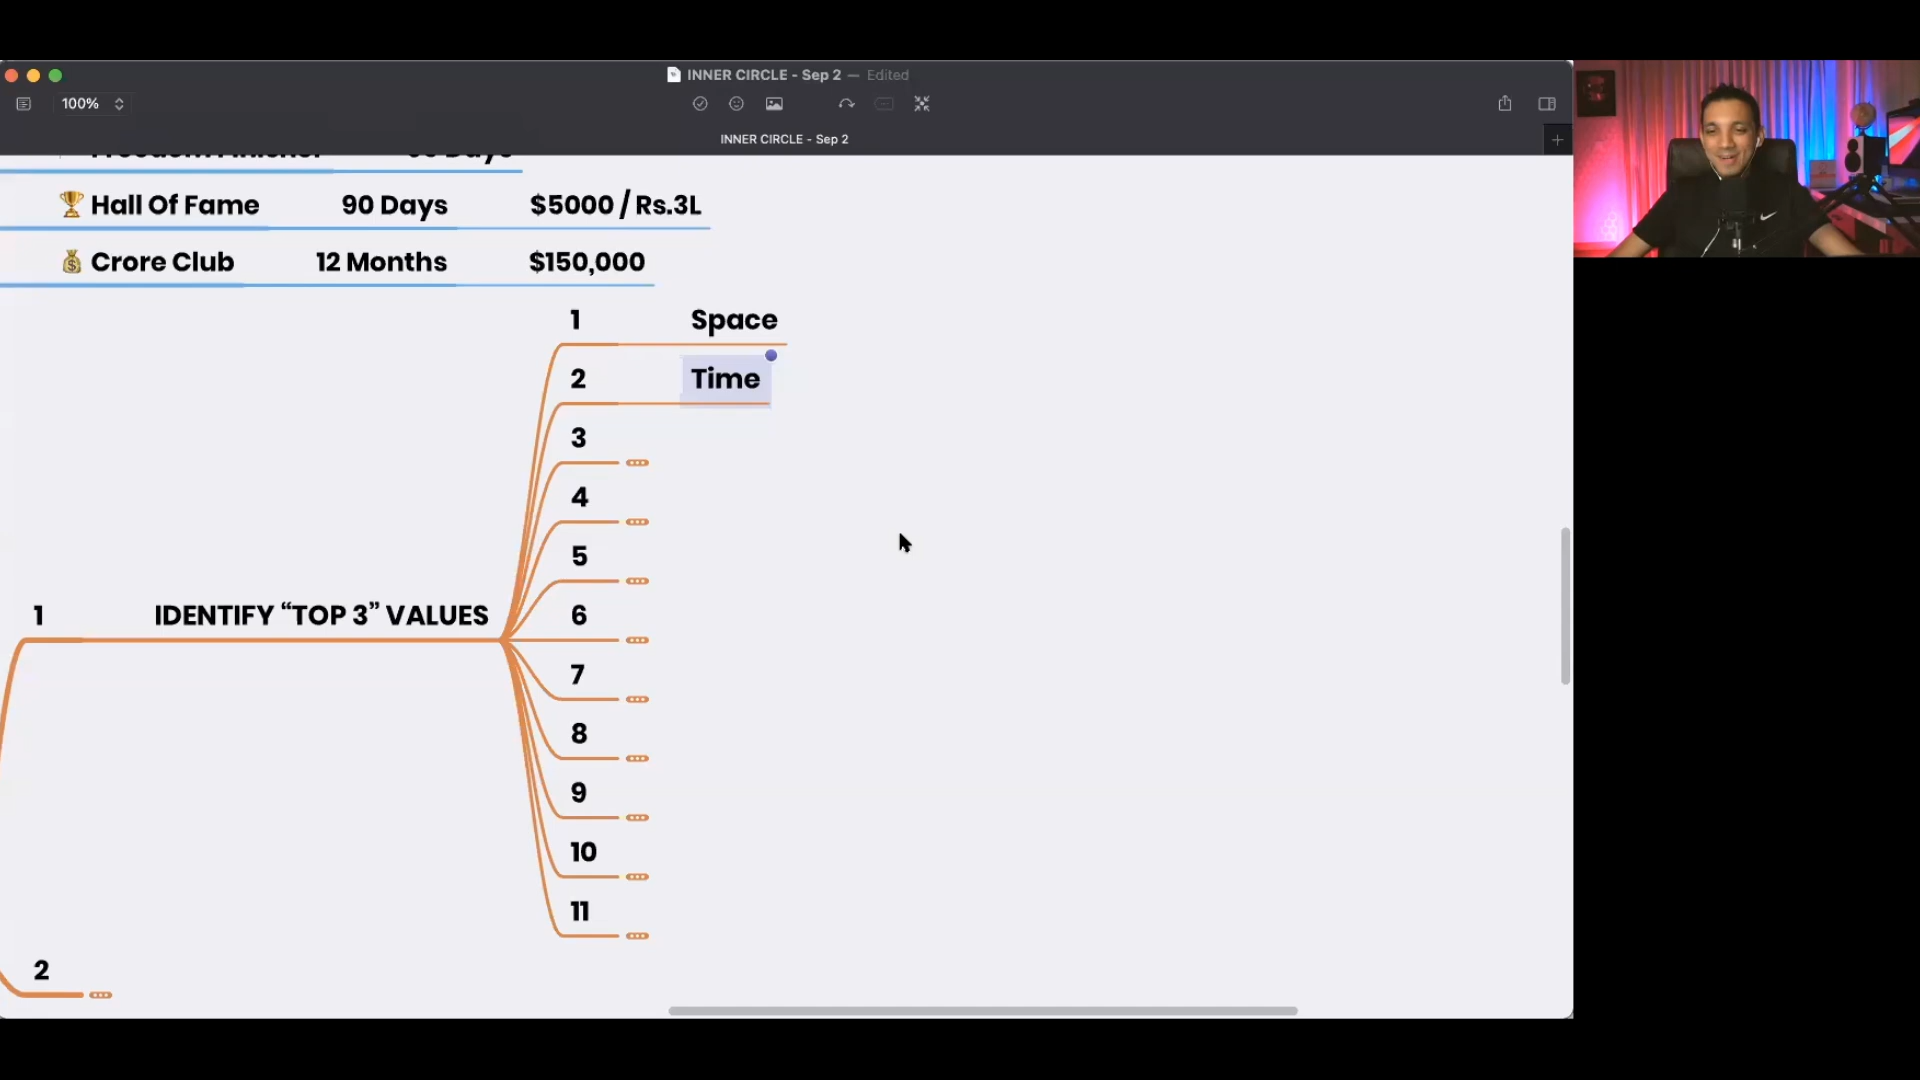 INNER CIRCLE - Sep 2 — Edited
100%
INNER CIRCLE - Sep 2
🏆 Hall Of Fame 90 Days $5000 / Rs.3L
💰 Crore Club 12 Months $150,000
1 Space
2 Time
3
4
5
1 IDENTIFY “TOP 3” VALUES 6
7
8
9
10
11
2